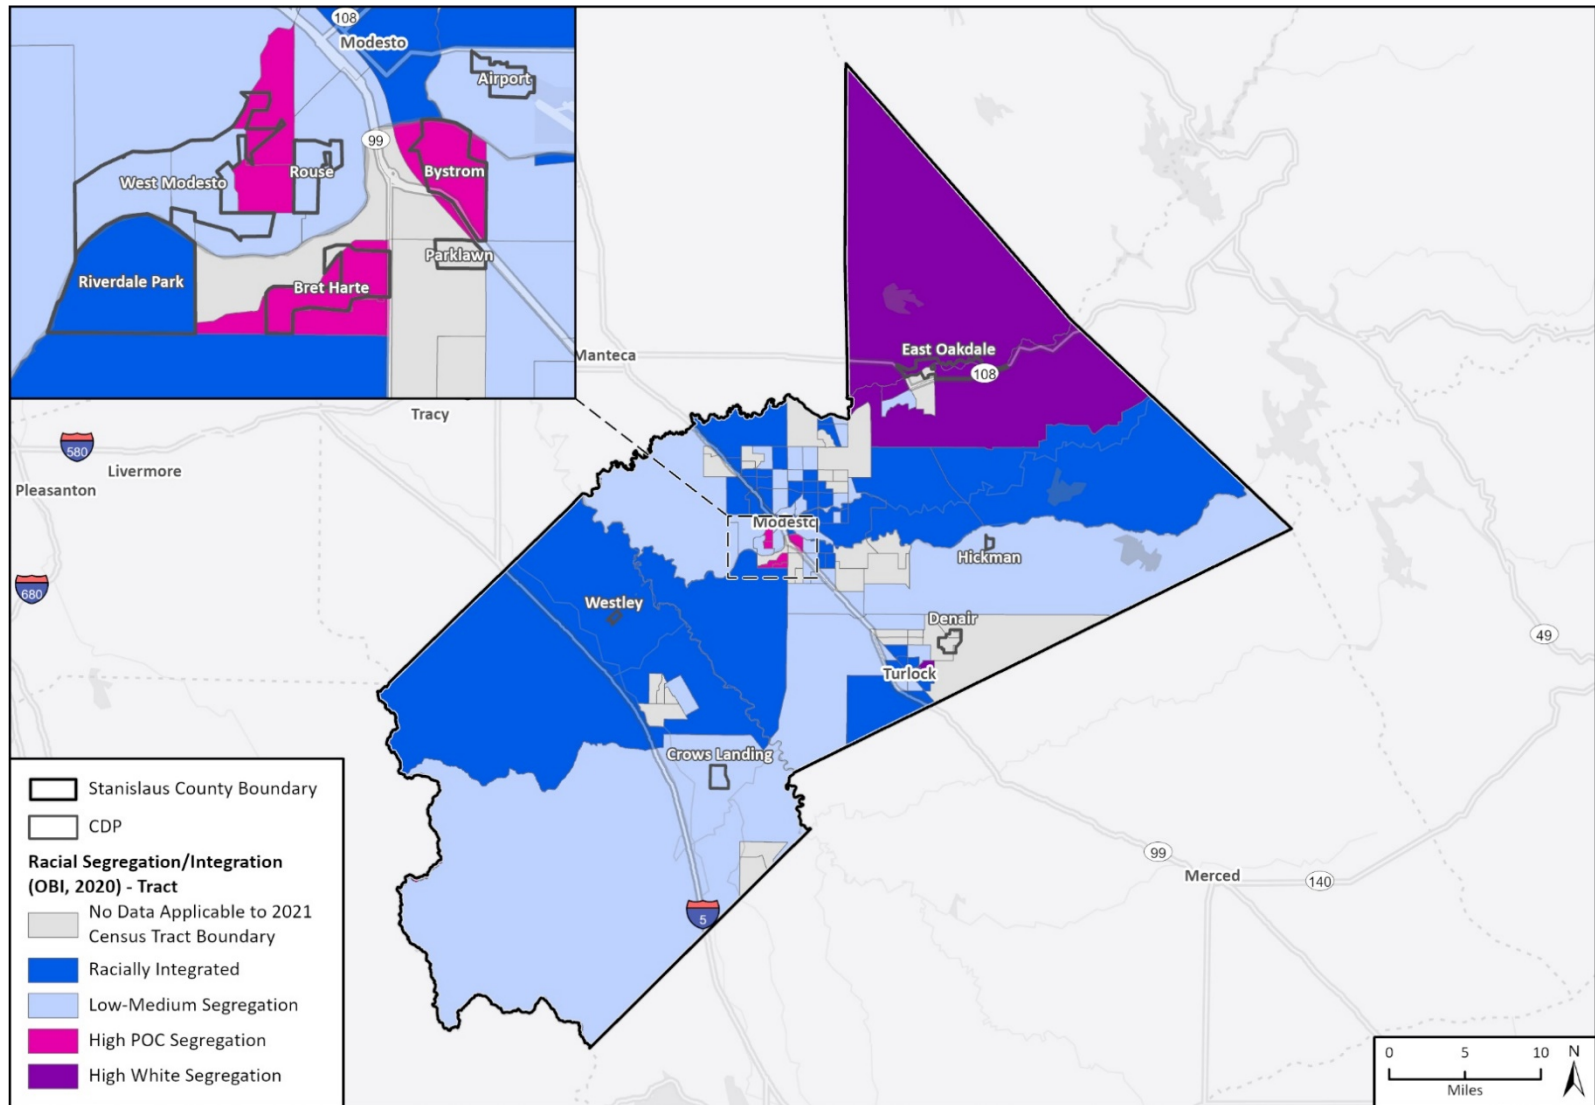 108
Modesto
Airport
99
Bystrom
West Modesto
Rouse
Parklawn
Riverdale Park
Bret Harte
Manteca
East Oakdale
108
Tracy
580
Livermore
Pleasanton
Modesto
Hickman
680
Westley
Denair
49
Turlock
Crows Landing
99
Merced
140
5
Stanislaus County Boundary
CDP
Racial Segregation/Integration
(OBI, 2020) - Tract
No Data Applicable to 2021
Census Tract Boundary
Racially Integrated
Low-Medium Segregation
High POC Segregation
High White Segregation
0 5 10
Miles
N